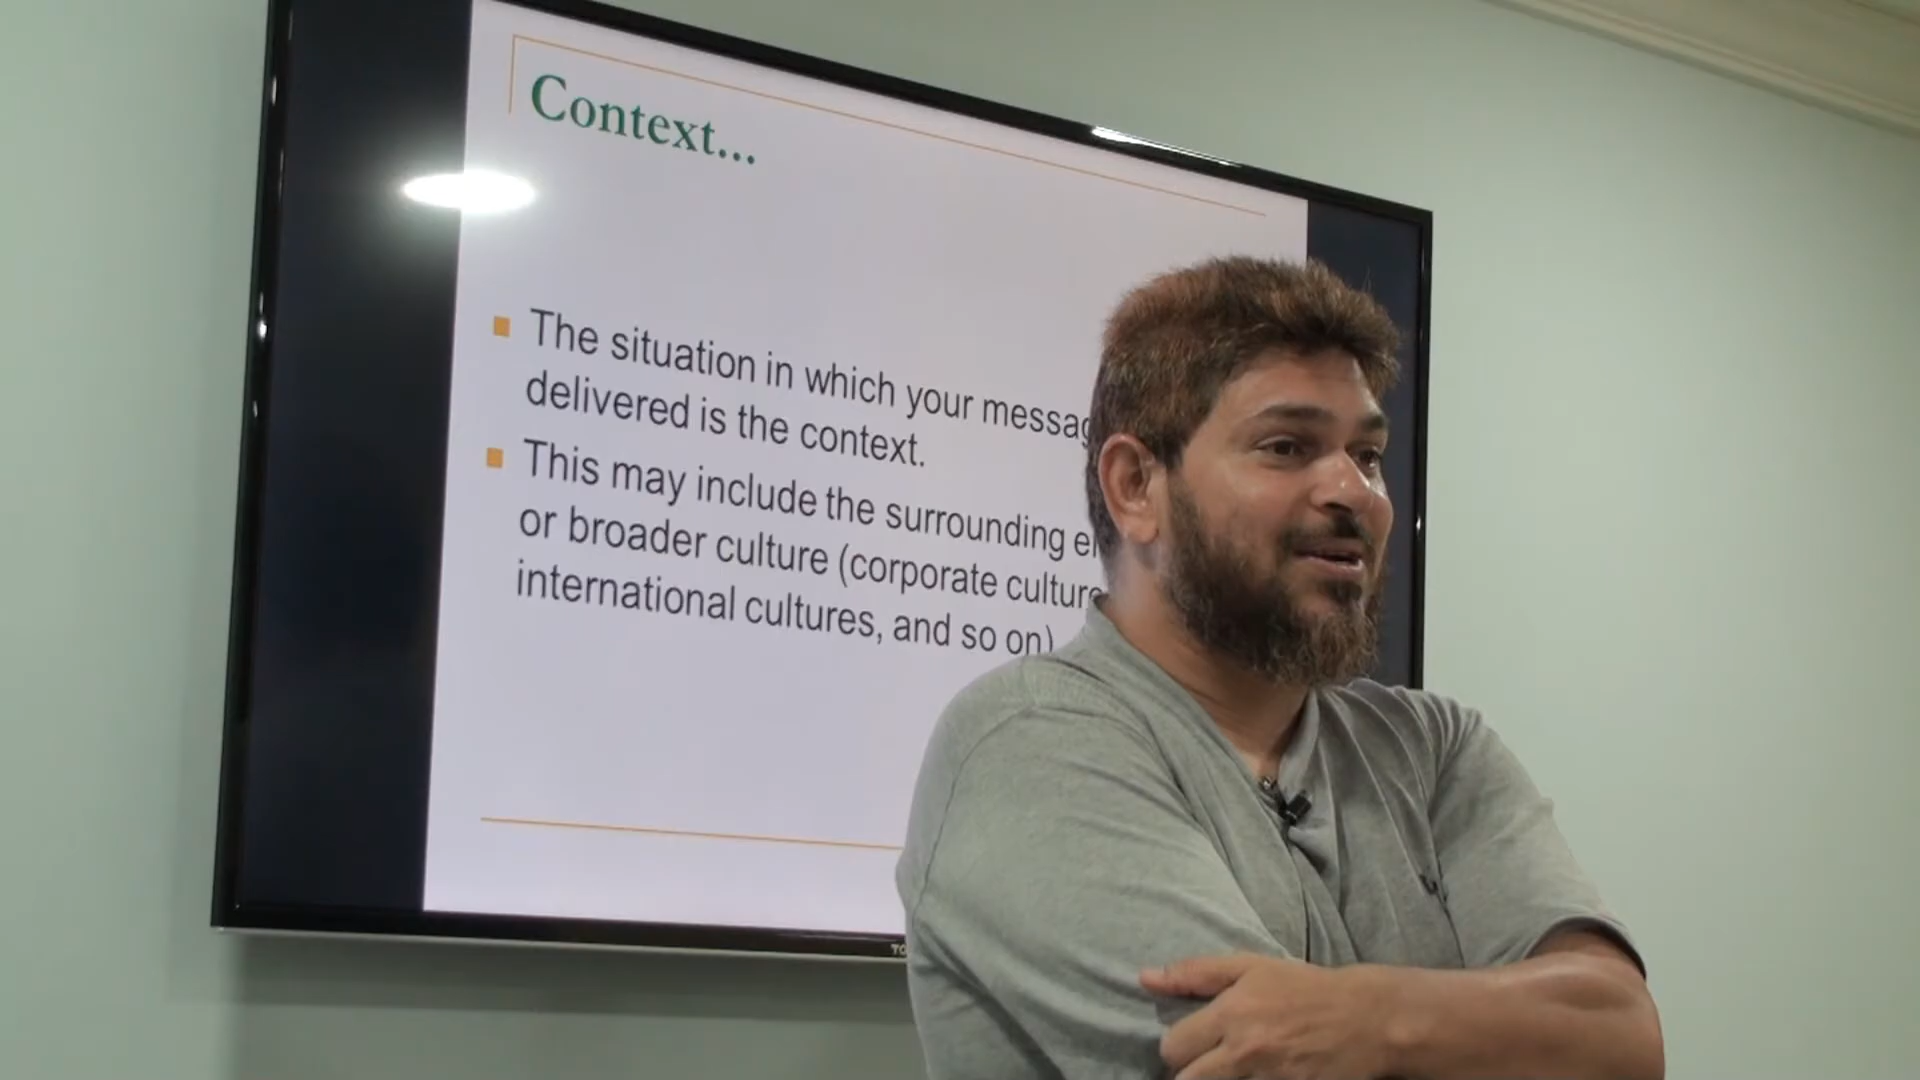 Context...
The situation in which your messag
delivered is the context.
This may include the surrounding e
or broader culture (corporate culture
international cultures, and so on)
TO